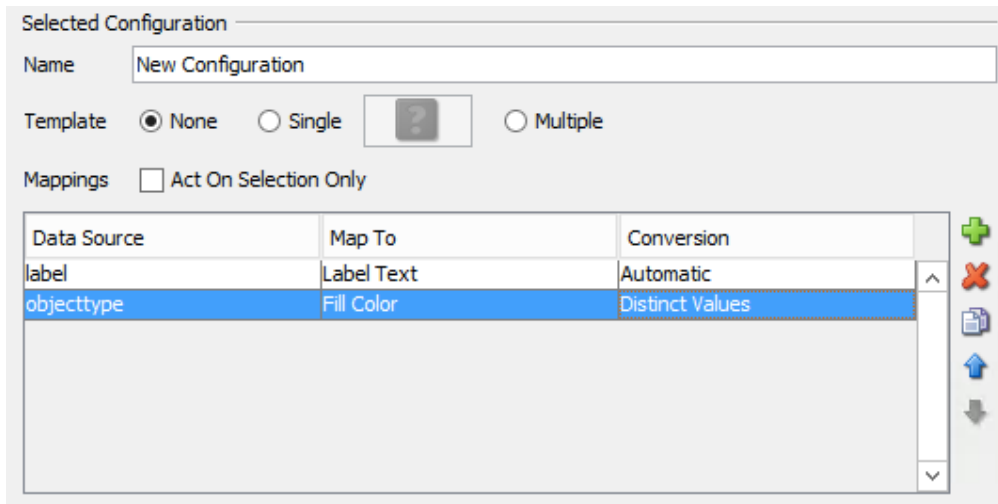 Selected Configuration
Name New Configuration
Template None Single ? Multiple
Mappings Act On Selection Only
Data Source Map To Conversion
label Label Text Automatic
objecttype Fill Color Distinct Values